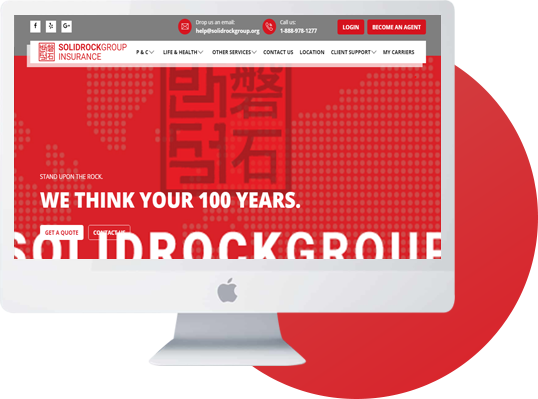 Drop us an email:
help@solidrockgroup.org
Call us:
1-888-978-1277
LOGIN
BECOME AN AGENT
SOLIDROCKGROUP
INSURANCE
P & C
LIFE & HEALTH
OTHER SERVICES
CONTACT US
LOCATION
CLIENT SUPPORT
MY CARRIERS
磐
石
STAND UPON THE ROCK.
WE THINK YOUR 100 YEARS.
GET A QUOTE
CONTACT US
SOLIDROCKGROUP